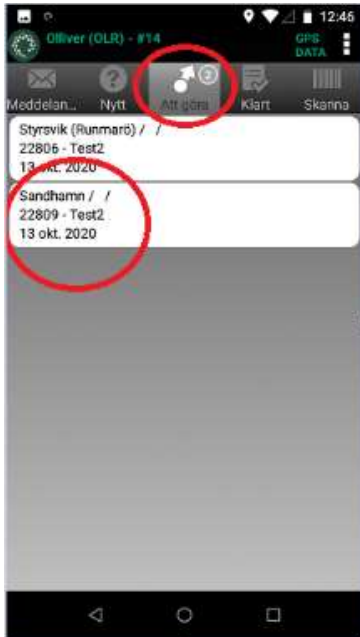 12:46
Olliver (OLR) - #14
GPS
DATA
Meddelan... Nytt Att göra 2 Klart Skanna
Styrsvik (Runmarö) / /
22806 - Test2
13 okt. 2020
Sandhamn / /
22809 - Test2
13 okt. 2020